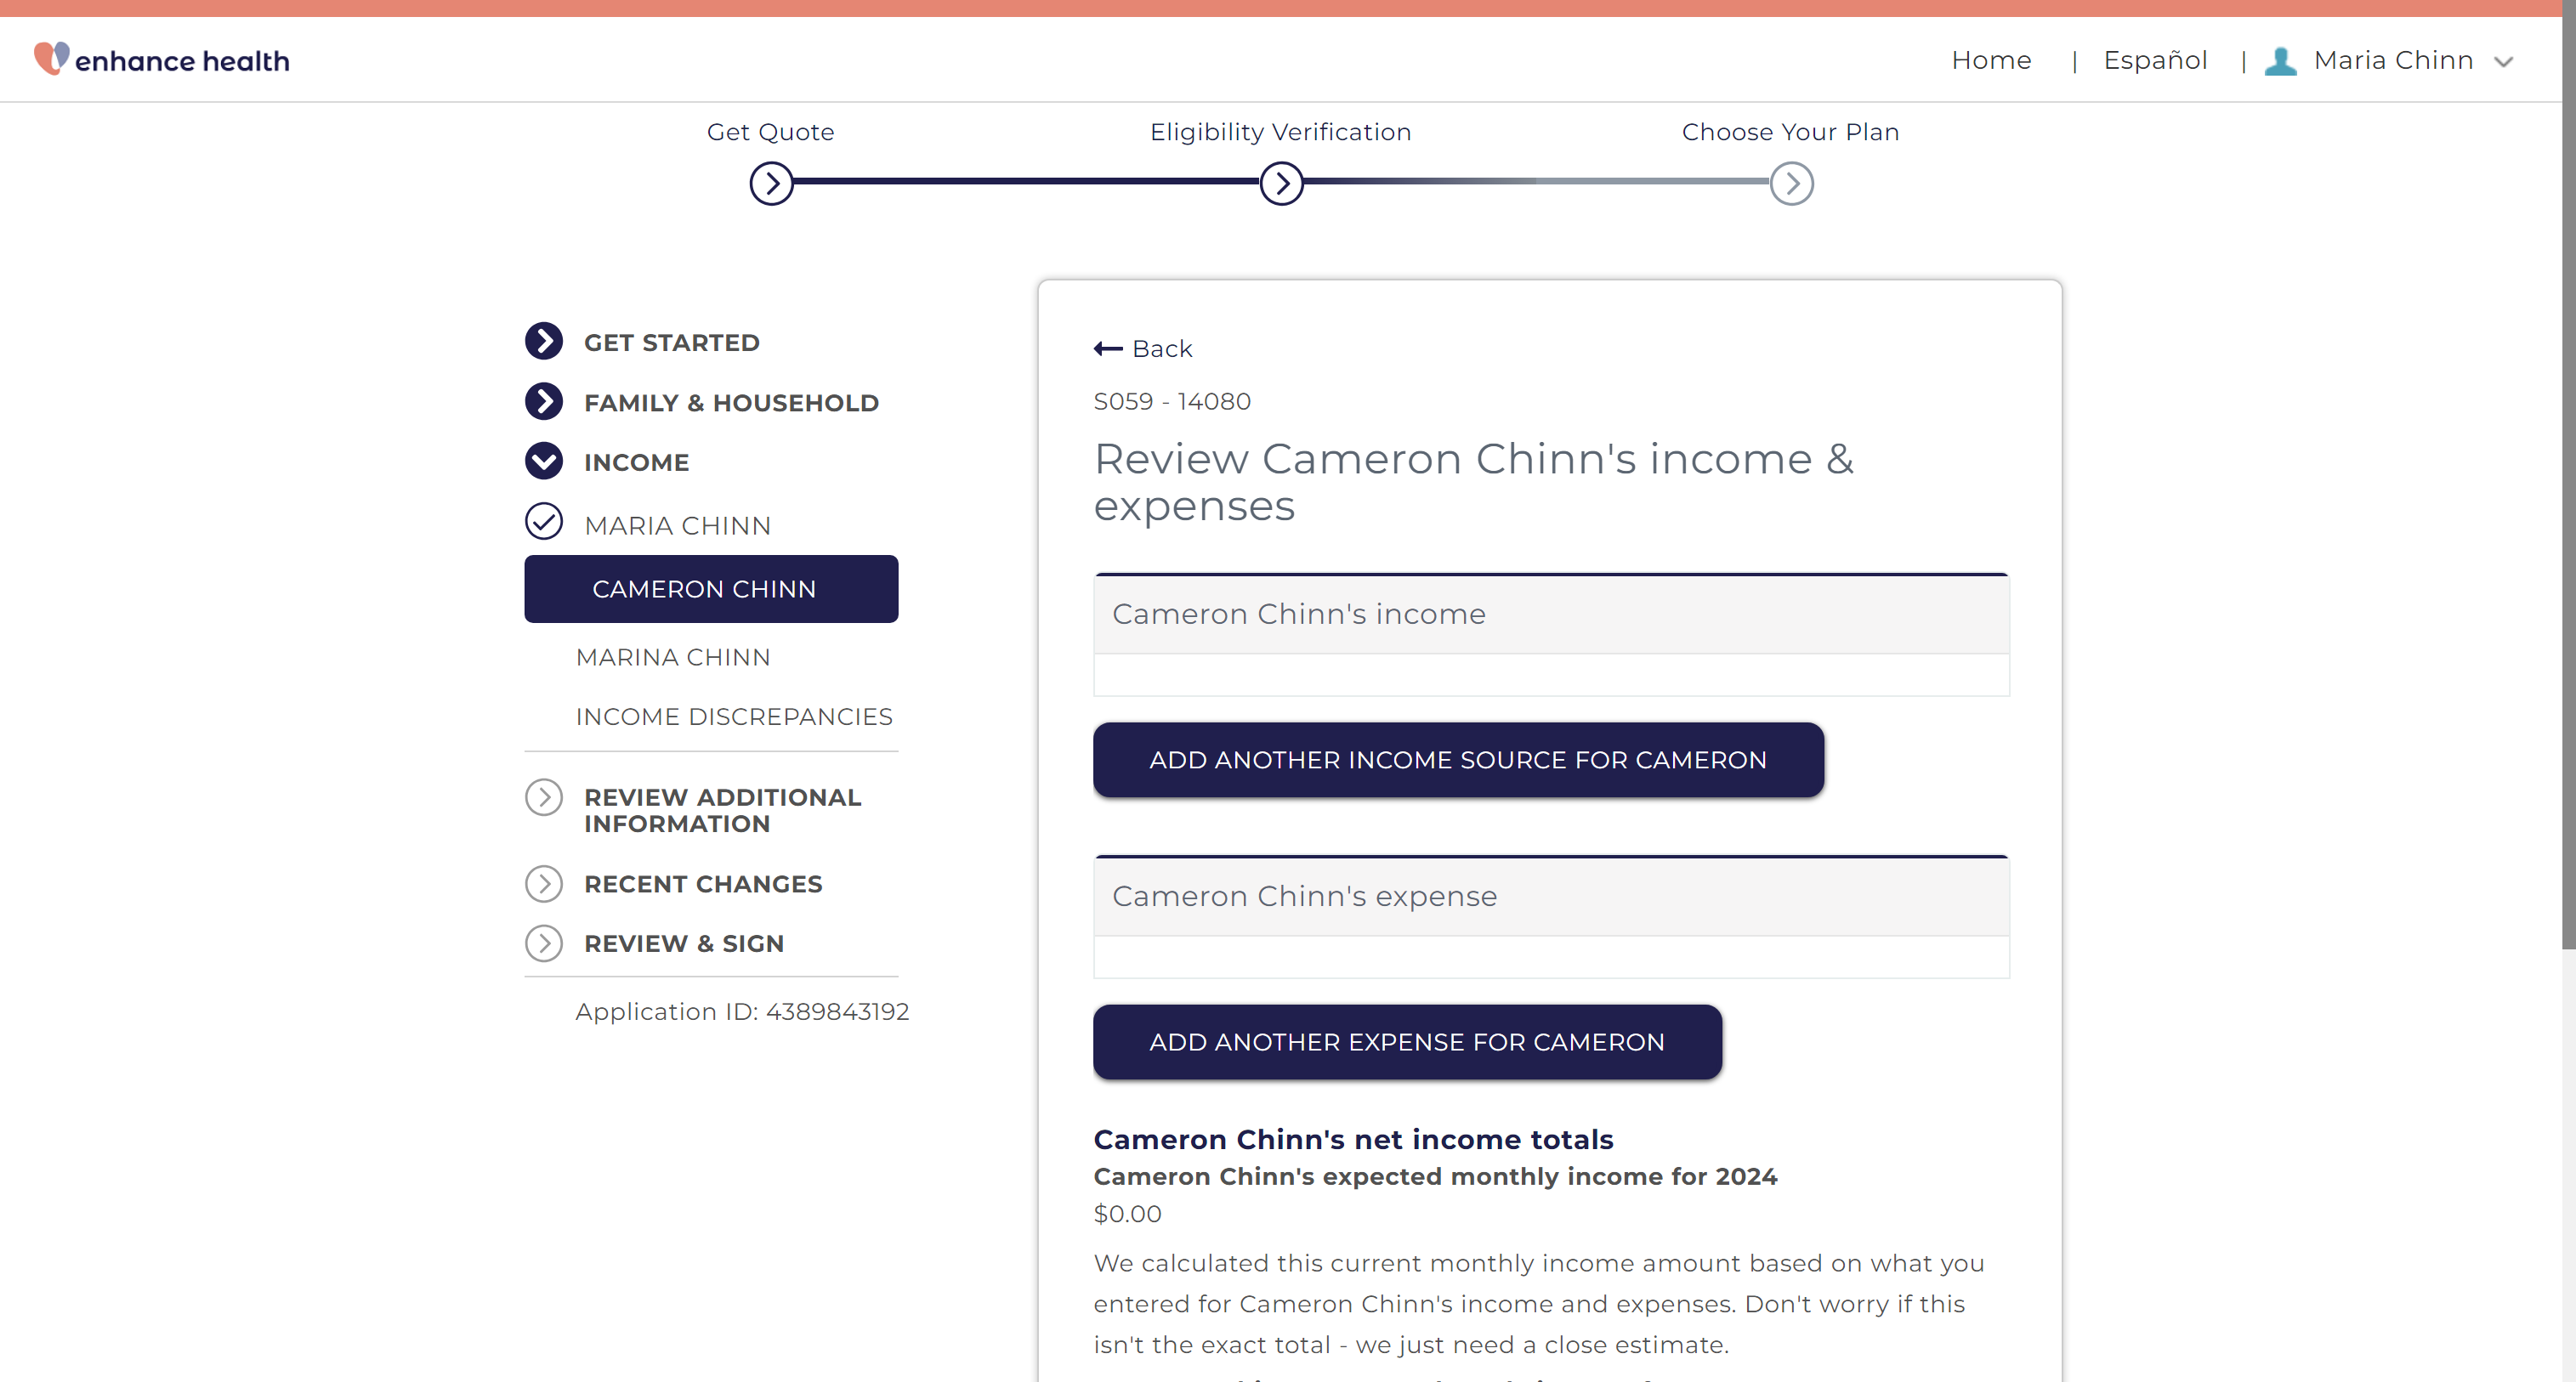 enhance health
Home | Español | Maria Chinn
Get Quote
Eligibility Verification
Choose Your Plan
GET STARTED
FAMILY & HOUSEHOLD
INCOME
MARIA CHINN
CAMERON CHINN
MARINA CHINN
INCOME DISCREPANCIES
REVIEW ADDITIONAL
INFORMATION
RECENT CHANGES
REVIEW & SIGN
Application ID: 4389843192
Back
S059 - 14080
Review Cameron Chinn's income &
expenses
Cameron Chinn's income
ADD ANOTHER INCOME SOURCE FOR CAMERON
Cameron Chinn's expense
ADD ANOTHER EXPENSE FOR CAMERON
Cameron Chinn's net income totals
Cameron Chinn's expected monthly income for 2024
$0.00
We calculated this current monthly income amount based on what you
entered for Cameron Chinn's income and expenses. Don't worry if this
isn't the exact total - we just need a close estimate.